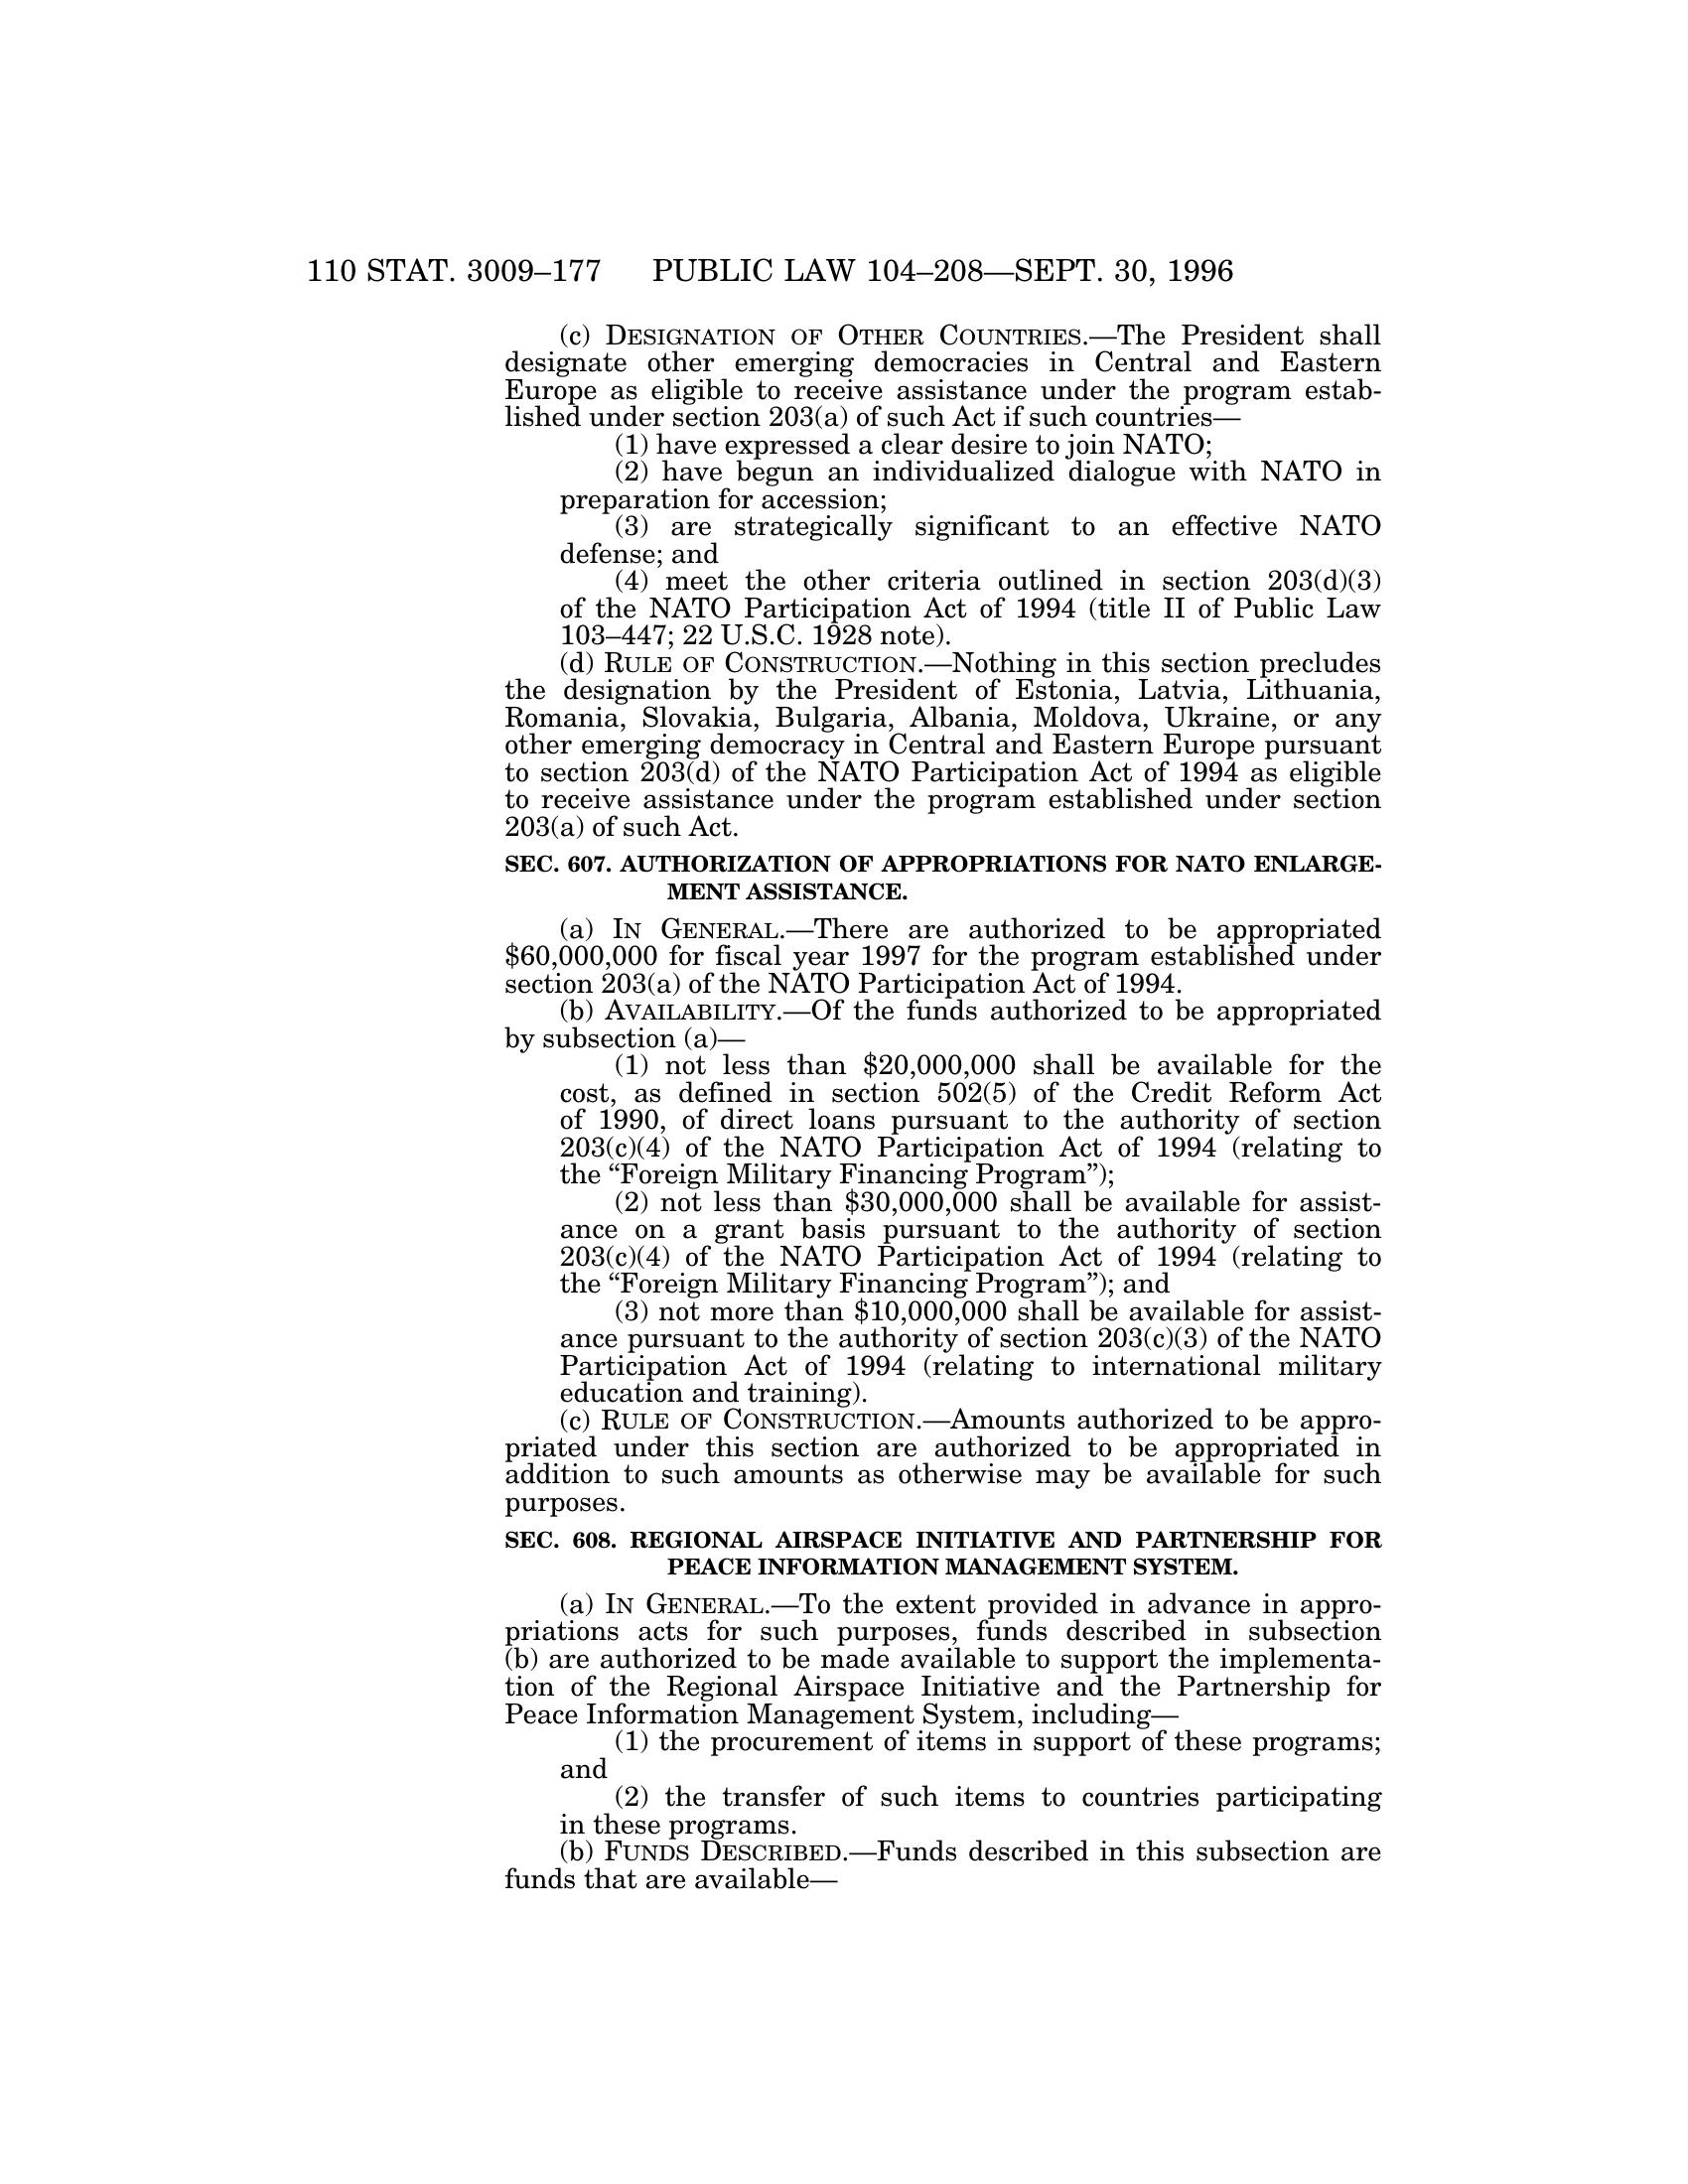 110 STAT. 3009–177 PUBLIC LAW 104–208—SEPT. 30, 1996
(c) DESIGNATION OF OTHER COUNTRIES.—The President shall
designate other emerging democracies in Central and Eastern
Europe as eligible to receive assistance under the program estab-
lished under section 203(a) of such Act if such countries—
(1) have expressed a clear desire to join NATO;
(2) have begun an individualized dialogue with NATO in
preparation for accession;
(3) are strategically significant to an effective NATO
defense; and
(4) meet the other criteria outlined in section 203(d)(3)
of the NATO Participation Act of 1994 (title II of Public Law
103–447; 22 U.S.C. 1928 note).
(d) RULE OF CONSTRUCTION.—Nothing in this section precludes
the designation by the President of Estonia, Latvia, Lithuania,
Romania, Slovakia, Bulgaria, Albania, Moldova, Ukraine, or any
other emerging democracy in Central and Eastern Europe pursuant
to section 203(d) of the NATO Participation Act of 1994 as eligible
to receive assistance under the program established under section
203(a) of such Act.
SEC. 607. AUTHORIZATION OF APPROPRIATIONS FOR NATO ENLARGE-
MENT ASSISTANCE.
(a) IN GENERAL.—There are authorized to be appropriated
$60,000,000 for fiscal year 1997 for the program established under
section 203(a) of the NATO Participation Act of 1994.
(b) AVAILABILITY.—Of the funds authorized to be appropriated
by subsection (a)—
(1) not less than $20,000,000 shall be available for the
cost, as defined in section 502(5) of the Credit Reform Act
of 1990, of direct loans pursuant to the authority of section
203(c)(4) of the NATO Participation Act of 1994 (relating to
the “Foreign Military Financing Program”);
(2) not less than $30,000,000 shall be available for assist-
ance on a grant basis pursuant to the authority of section
203(c)(4) of the NATO Participation Act of 1994 (relating to
the “Foreign Military Financing Program”); and
(3) not more than $10,000,000 shall be available for assist-
ance pursuant to the authority of section 203(c)(3) of the NATO
Participation Act of 1994 (relating to international military
education and training).
(c) RULE OF CONSTRUCTION.—Amounts authorized to be appro-
priated under this section are authorized to be appropriated in
addition to such amounts as otherwise may be available for such
purposes.
SEC. 608. REGIONAL AIRSPACE INITIATIVE AND PARTNERSHIP FOR
PEACE INFORMATION MANAGEMENT SYSTEM.
(a) IN GENERAL.—To the extent provided in advance in appro-
priations acts for such purposes, funds described in subsection
(b) are authorized to be made available to support the implementa-
tion of the Regional Airspace Initiative and the Partnership for
Peace Information Management System, including—
(1) the procurement of items in support of these programs;
and
(2) the transfer of such items to countries participating
in these programs.
(b) FUNDS DESCRIBED.—Funds described in this subsection are
funds that are available—